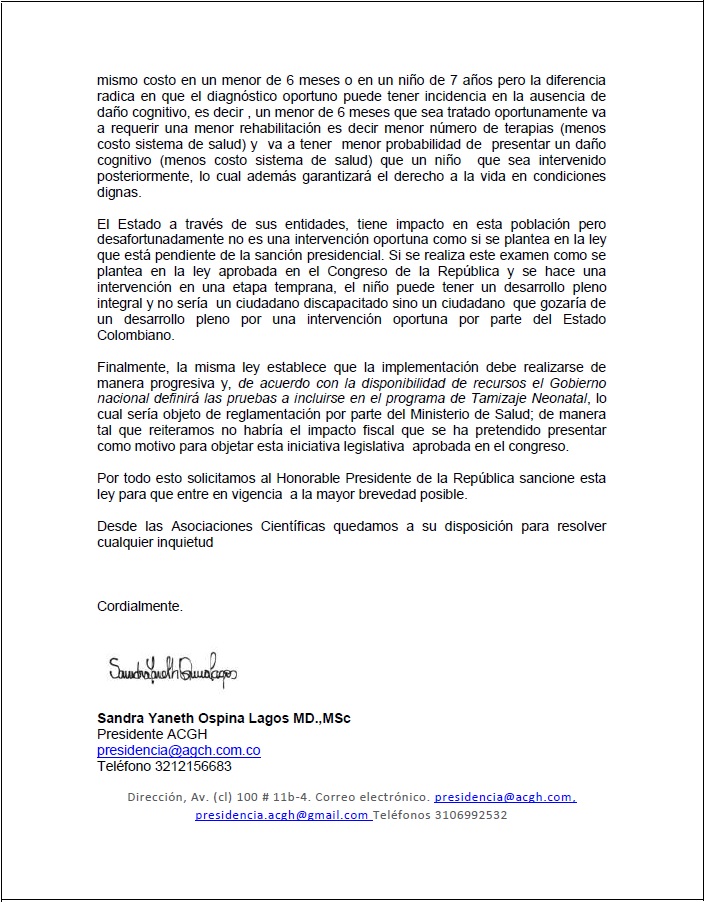 mismo costo en un menor de 6 meses o en un niño de 7 años pero la diferencia
radica en que el diagnóstico oportuno puede tener incidencia en la ausencia de
daño cognitivo, es decir , un menor de 6 meses que sea tratado oportunamente va
a requerir una menor rehabilitación es decir menor número de terapias (menos
costo sistema de salud) y va a tener menor probabilidad de presentar un daño
cognitivo (menos costo sistema de salud) que un niño que sea intervenido
posteriormente, lo cual además garantizará el derecho a la vida en condiciones
dignas.
El Estado a través de sus entidades, tiene impacto en esta población pero
desafortunadamente no es una intervención oportuna como si se plantea en la ley
que está pendiente de la sanción presidencial. Si se realiza este examen como se
plantea en la ley aprobada en el Congreso de la República y se hace una
intervención en una etapa temprana, el niño puede tener un desarrollo pleno
integral y no sería un ciudadano discapacitado sino un ciudadano que gozaría de
un desarrollo pleno por una intervención oportuna por parte del Estado
Colombiano.
Finalmente, la misma ley establece que la implementación debe realizarse de
manera progresiva y, de acuerdo con la disponibilidad de recursos el Gobierno
nacional definirá las pruebas a incluirse en el programa de Tamizaje Neonatal, lo
cual sería objeto de reglamentación por parte del Ministerio de Salud; de manera
tal que reiteramos no habría el impacto fiscal que se ha pretendido presentar
como motivo para objetar esta iniciativa legislativa aprobada en el congreso.
Por todo esto solicitamos al Honorable Presidente de la República sancione esta
ley para que entre en vigencia a la mayor brevedad posible.
Desde las Asociaciones Científicas quedamos a su disposición para resolver
cualquier inquietud
Cordialmente.
Sandra Yaneth Ospina Lagos
Sandra Yaneth Ospina Lagos MD.,MSc
Presidente ACGH
presidencia@agch.com.co
Teléfono 3212156683
Dirección, Av. (cl) 100 # 11b-4. Correo electrónico. presidencia@acgh.com,
presidencia.acgh@gmail.com Teléfonos 3106992532